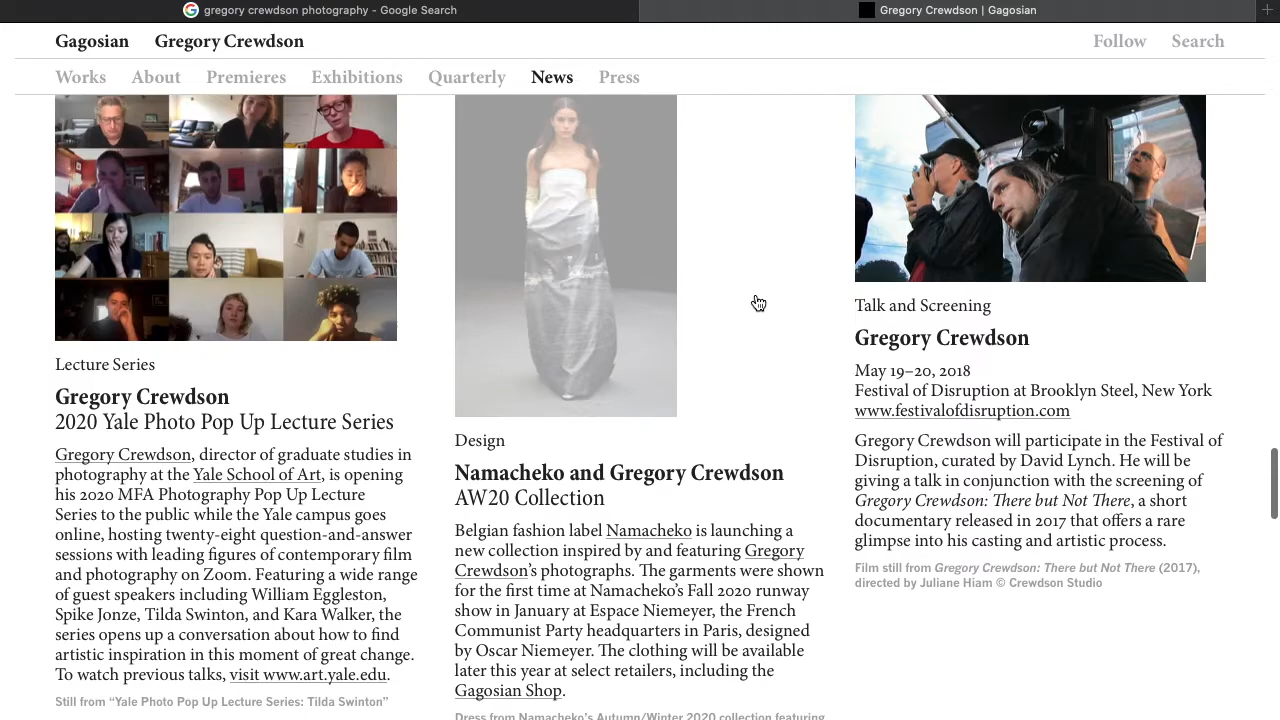 gregory crewdson photography - Google Search
Gregory Crewdson | Gagosian
Gagosian Gregory Crewdson
Follow Search
Works About Premieres Exhibitions Quarterly News Press
Lecture Series
Gregory Crewdson
2020 Yale Photo Pop Up Lecture Series
Gregory Crewdson, director of graduate studies in
photography at the Yale School of Art, is opening
his 2020 MFA Photography Pop Up Lecture
Series to the public while the Yale campus goes
online, hosting twenty-eight question-and-answer
sessions with leading figures of contemporary film
and photography on Zoom. Featuring a wide range
of guest speakers including William Eggleston,
Spike Jonze, Tilda Swinton, and Kara Walker, the
series opens up a conversation about how to find
artistic inspiration in this moment of great change.
To watch previous talks, visit www.art.yale.edu.
Still from “Yale Photo Pop Up Lecture Series: Tilda Swinton”
Design
Namacheko and Gregory Crewdson
AW20 Collection
Belgian fashion label Namacheko is launching a
new collection inspired by and featuring Gregory
Crewdson’s photographs. The garments were shown
for the first time at Namacheko’s Fall 2020 runway
show in January at Espace Niemeyer, the French
Communist Party headquarters in Paris, designed
by Oscar Niemeyer. The clothing will be available
later this year at select retailers, including the
Gagosian Shop.
Dress from Namacheko’s Autumn/Winter 2020 collection featuring
Talk and Screening
Gregory Crewdson
May 19–20, 2018
Festival of Disruption at Brooklyn Steel, New York
www.festivalofdisruption.com
Gregory Crewdson will participate in the Festival of
Disruption, curated by David Lynch. He will be
giving a talk in conjunction with the screening of
Gregory Crewdson: There but Not There, a short
documentary released in 2017 that offers a rare
glimpse into his casting and artistic process.
Film still from Gregory Crewdson: There but Not There (2017),
directed by Juliane Hiam © Crewdson Studio